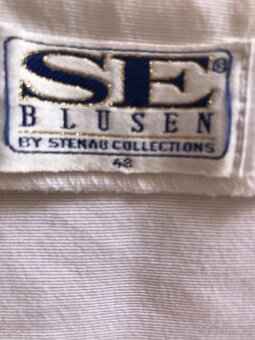 SE®
BLUSEN
BY STENAU COLLECTIONS
48